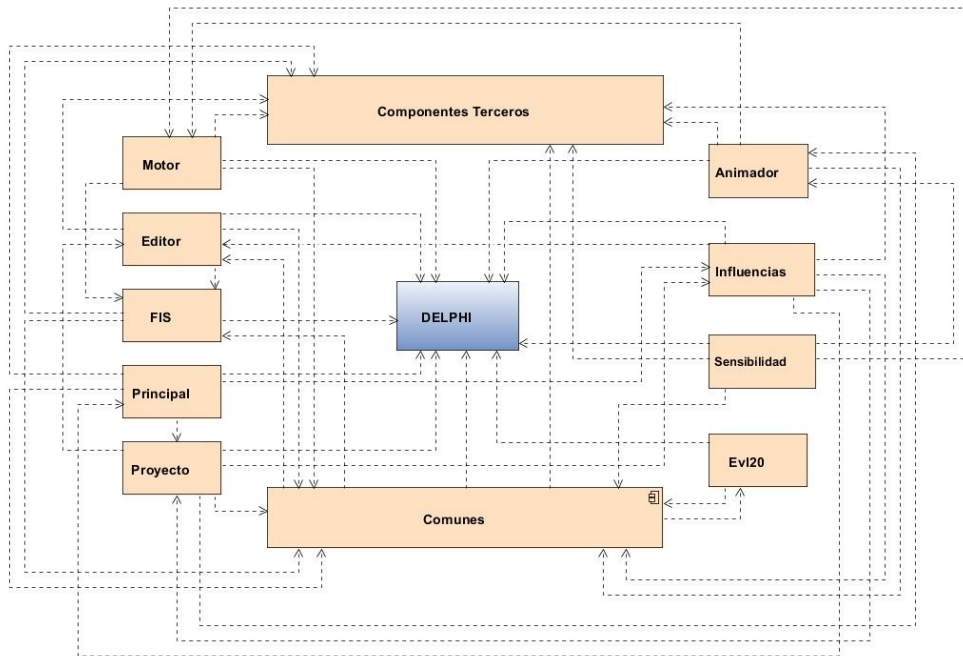 Componentes Terceros
Motor
Animador
Editor
Influencias
FIS
DELPHI
Sensibilidad
Principal
Proyecto
Evl20
Comunes